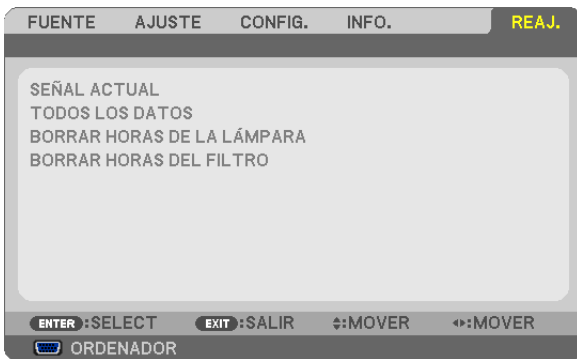 FUENTE AJUSTE CONFIG. INFO. REAJ.
SEÑAL ACTUAL
TODOS LOS DATOS
BORRAR HORAS DE LA LÁMPARA
BORRAR HORAS DEL FILTRO
ENTER :SELECT EXIT :SALIR :MOVER :MOVER
ORDENADOR